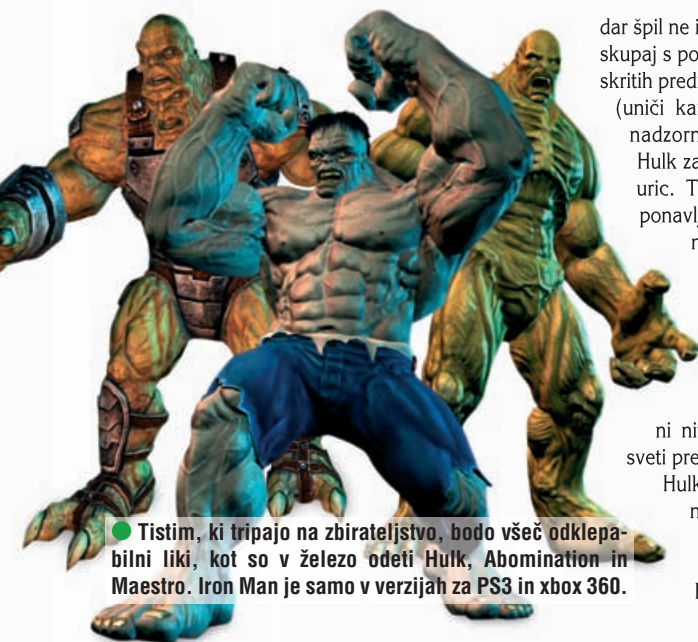 dar špil ne i
skupaj s po
skritih pred
(uniči ka
nadzorn
Hulk za
uric. T
ponavl
ni ni
sveti pre
Hulk
● Tistim, ki tripajo na zbirateljstvo, bodo všeč odklepa-
bilni liki, kot so v železo odeti Hulk, Abomination in
Maestro. Iron Man je samo v verzijah za PS3 in xbox 360.